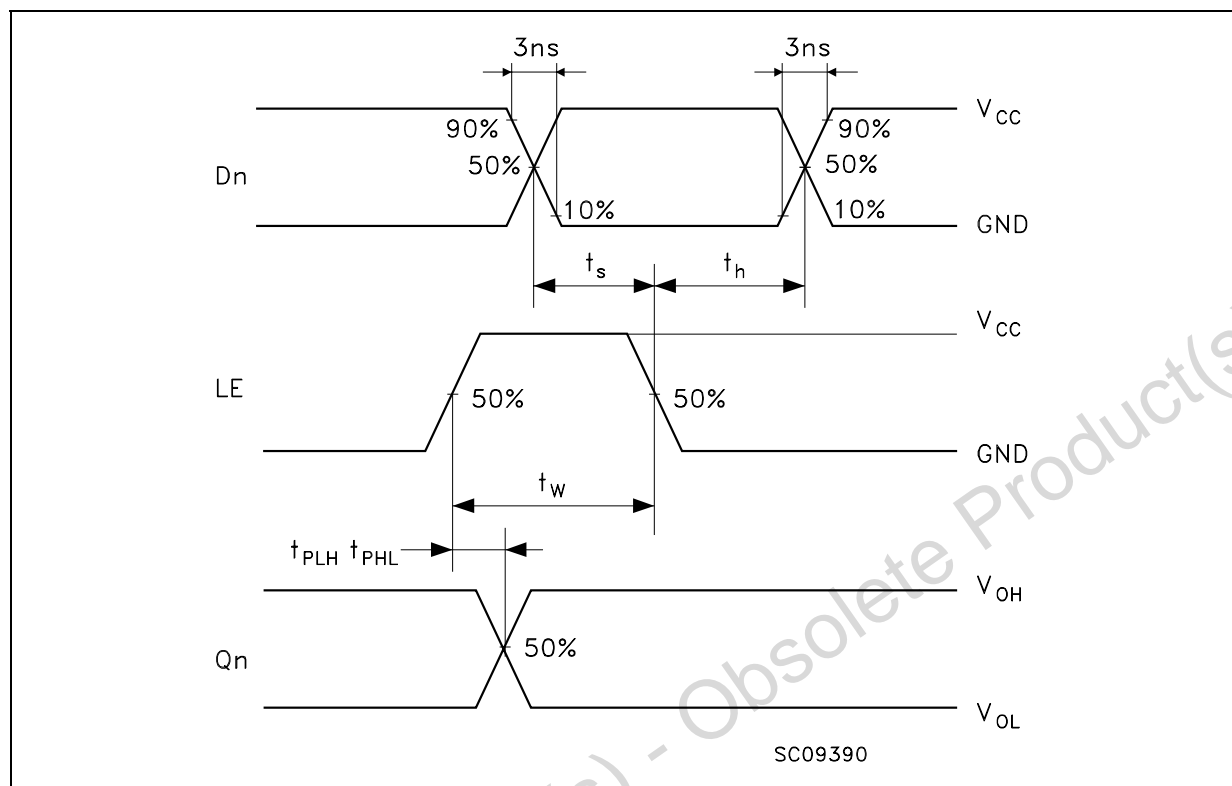 3ns 3ns
V_CC
90% 90%
Dn 50% 50%
10% 10%
GND
t_s t_h
V_CC
LE 50% 50%
GND
t_W
t_PLH t_PHL
V_OH
Qn 50%
V_OL
SC09390
(s) - Obsolete Product(s